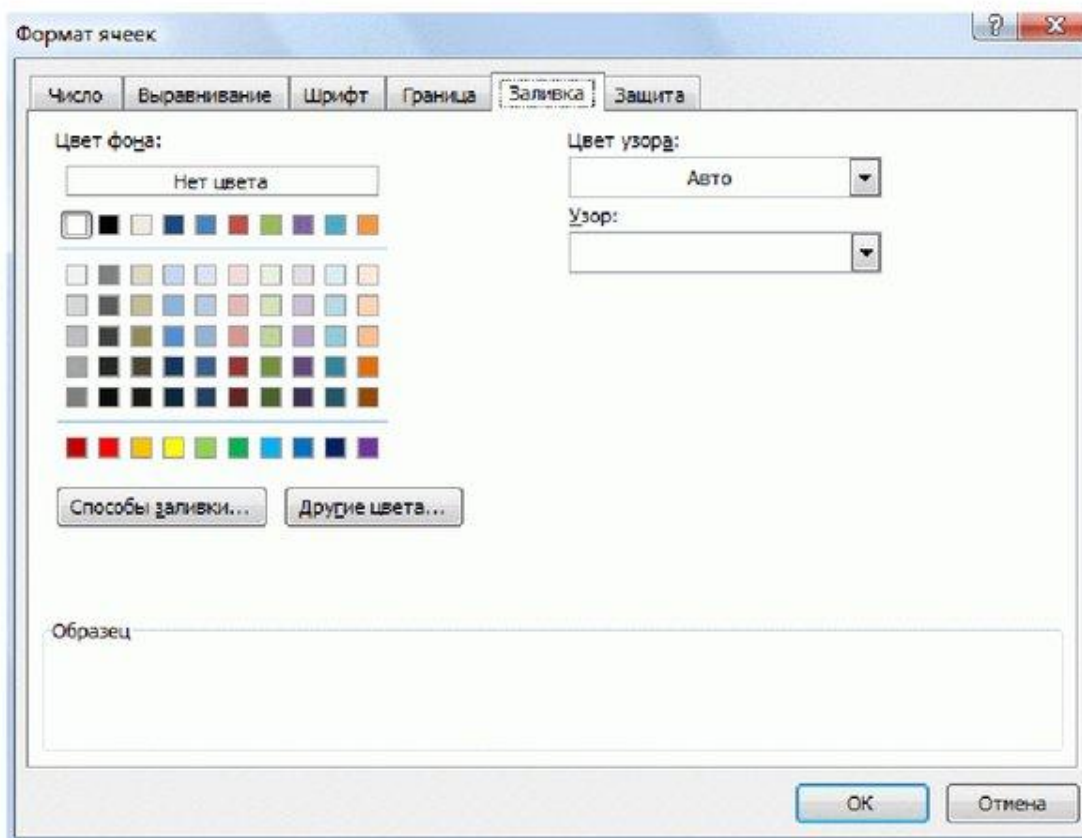 Формат ячеек
Число Выравнивание Шрифт Граница Заливка Защита
Цвет фона:
Нет цвета
Цвет узора:
Авто
Узор:
Способы заливки... Другие цвета...
Образец
ОК Отмена